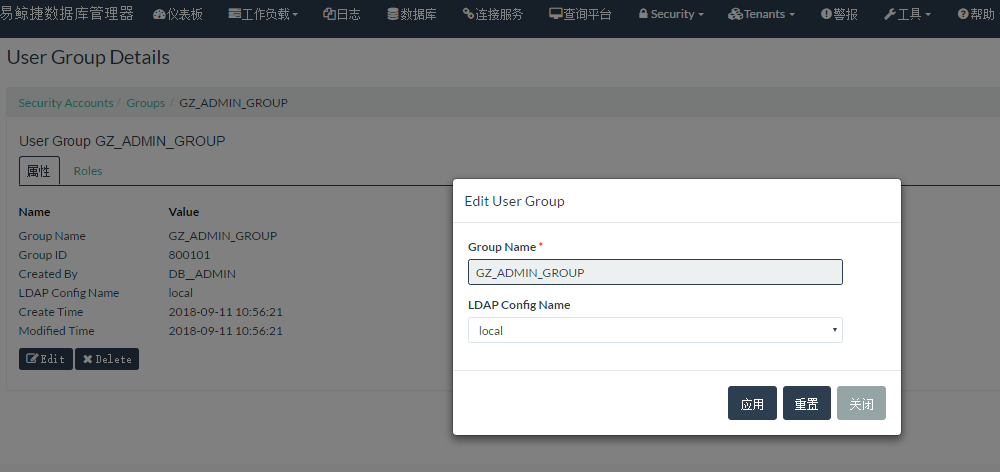 易鲸捷数据库管理器 仪表板 工作负载 日志 数据库 连接服务 查询平台 Security Tenants 警报 工具 帮助
User Group Details
Security Accounts / Groups / GZ_ADMIN_GROUP
User Group GZ_ADMIN_GROUP
属性 Roles
Name Value
Group Name GZ_ADMIN_GROUP
Group ID 800101
Created By DB__ADMIN
LDAP Config Name local
Create Time 2018-09-11 10:56:21
Modified Time 2018-09-11 10:56:21
Edit Delete
Edit User Group
Group Name *
GZ_ADMIN_GROUP
LDAP Config Name
local
应用 重置 关闭